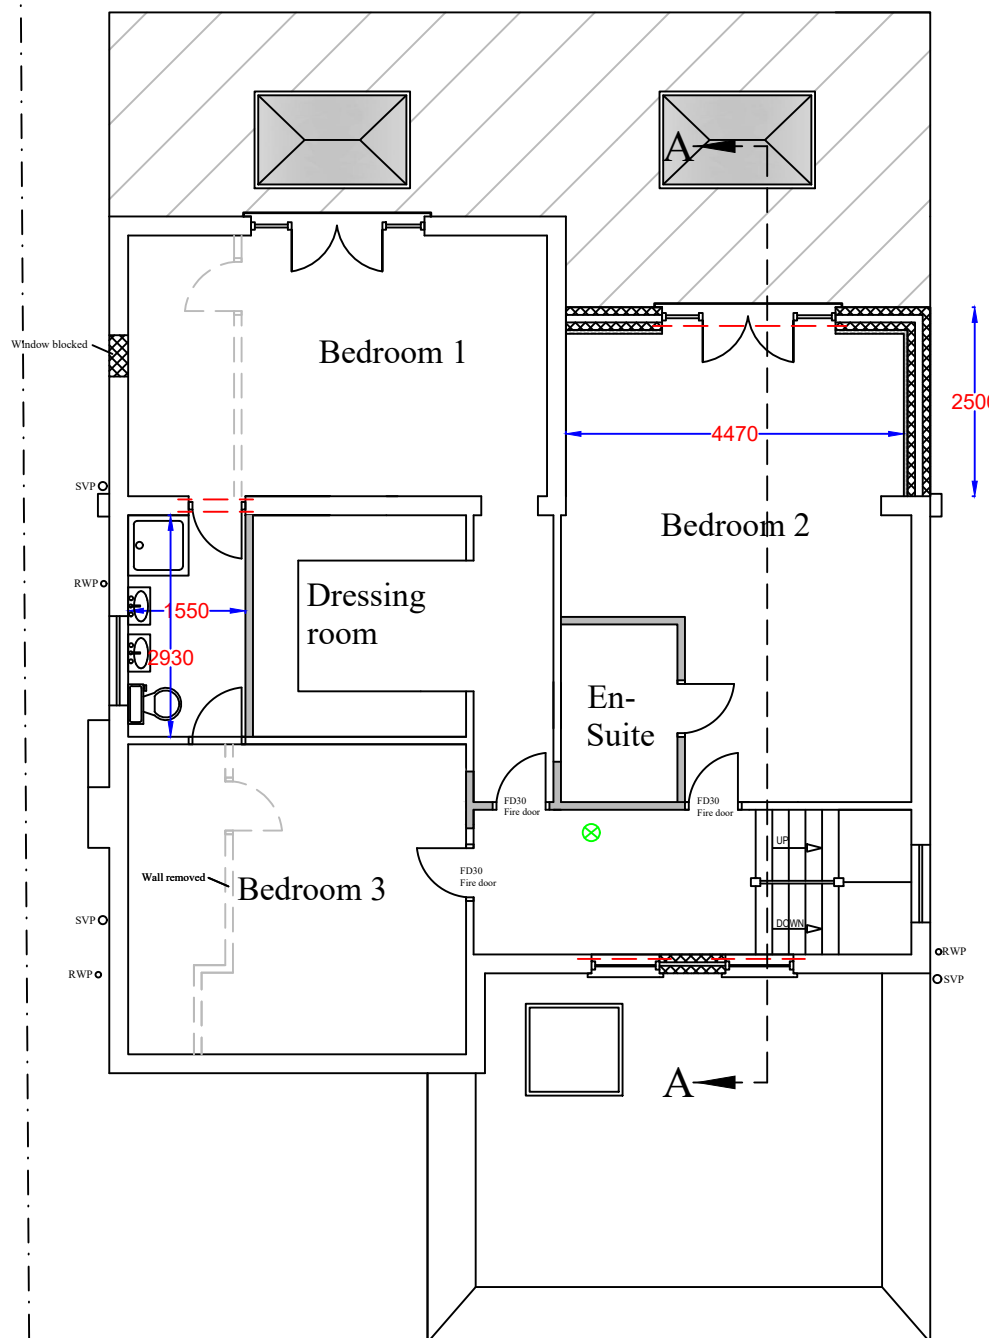 A
Window blocked
Bedroom 1
2500
4470
SVP
Bedroom 2
RWP
1550
Dressing
room
2930
En-
Suite
FD30
Fire door
FD30
Fire door
UP
FD30
Fire door
Wall removed
Bedroom 3
SVP
DOWN
RWP
RWP
SVP
A